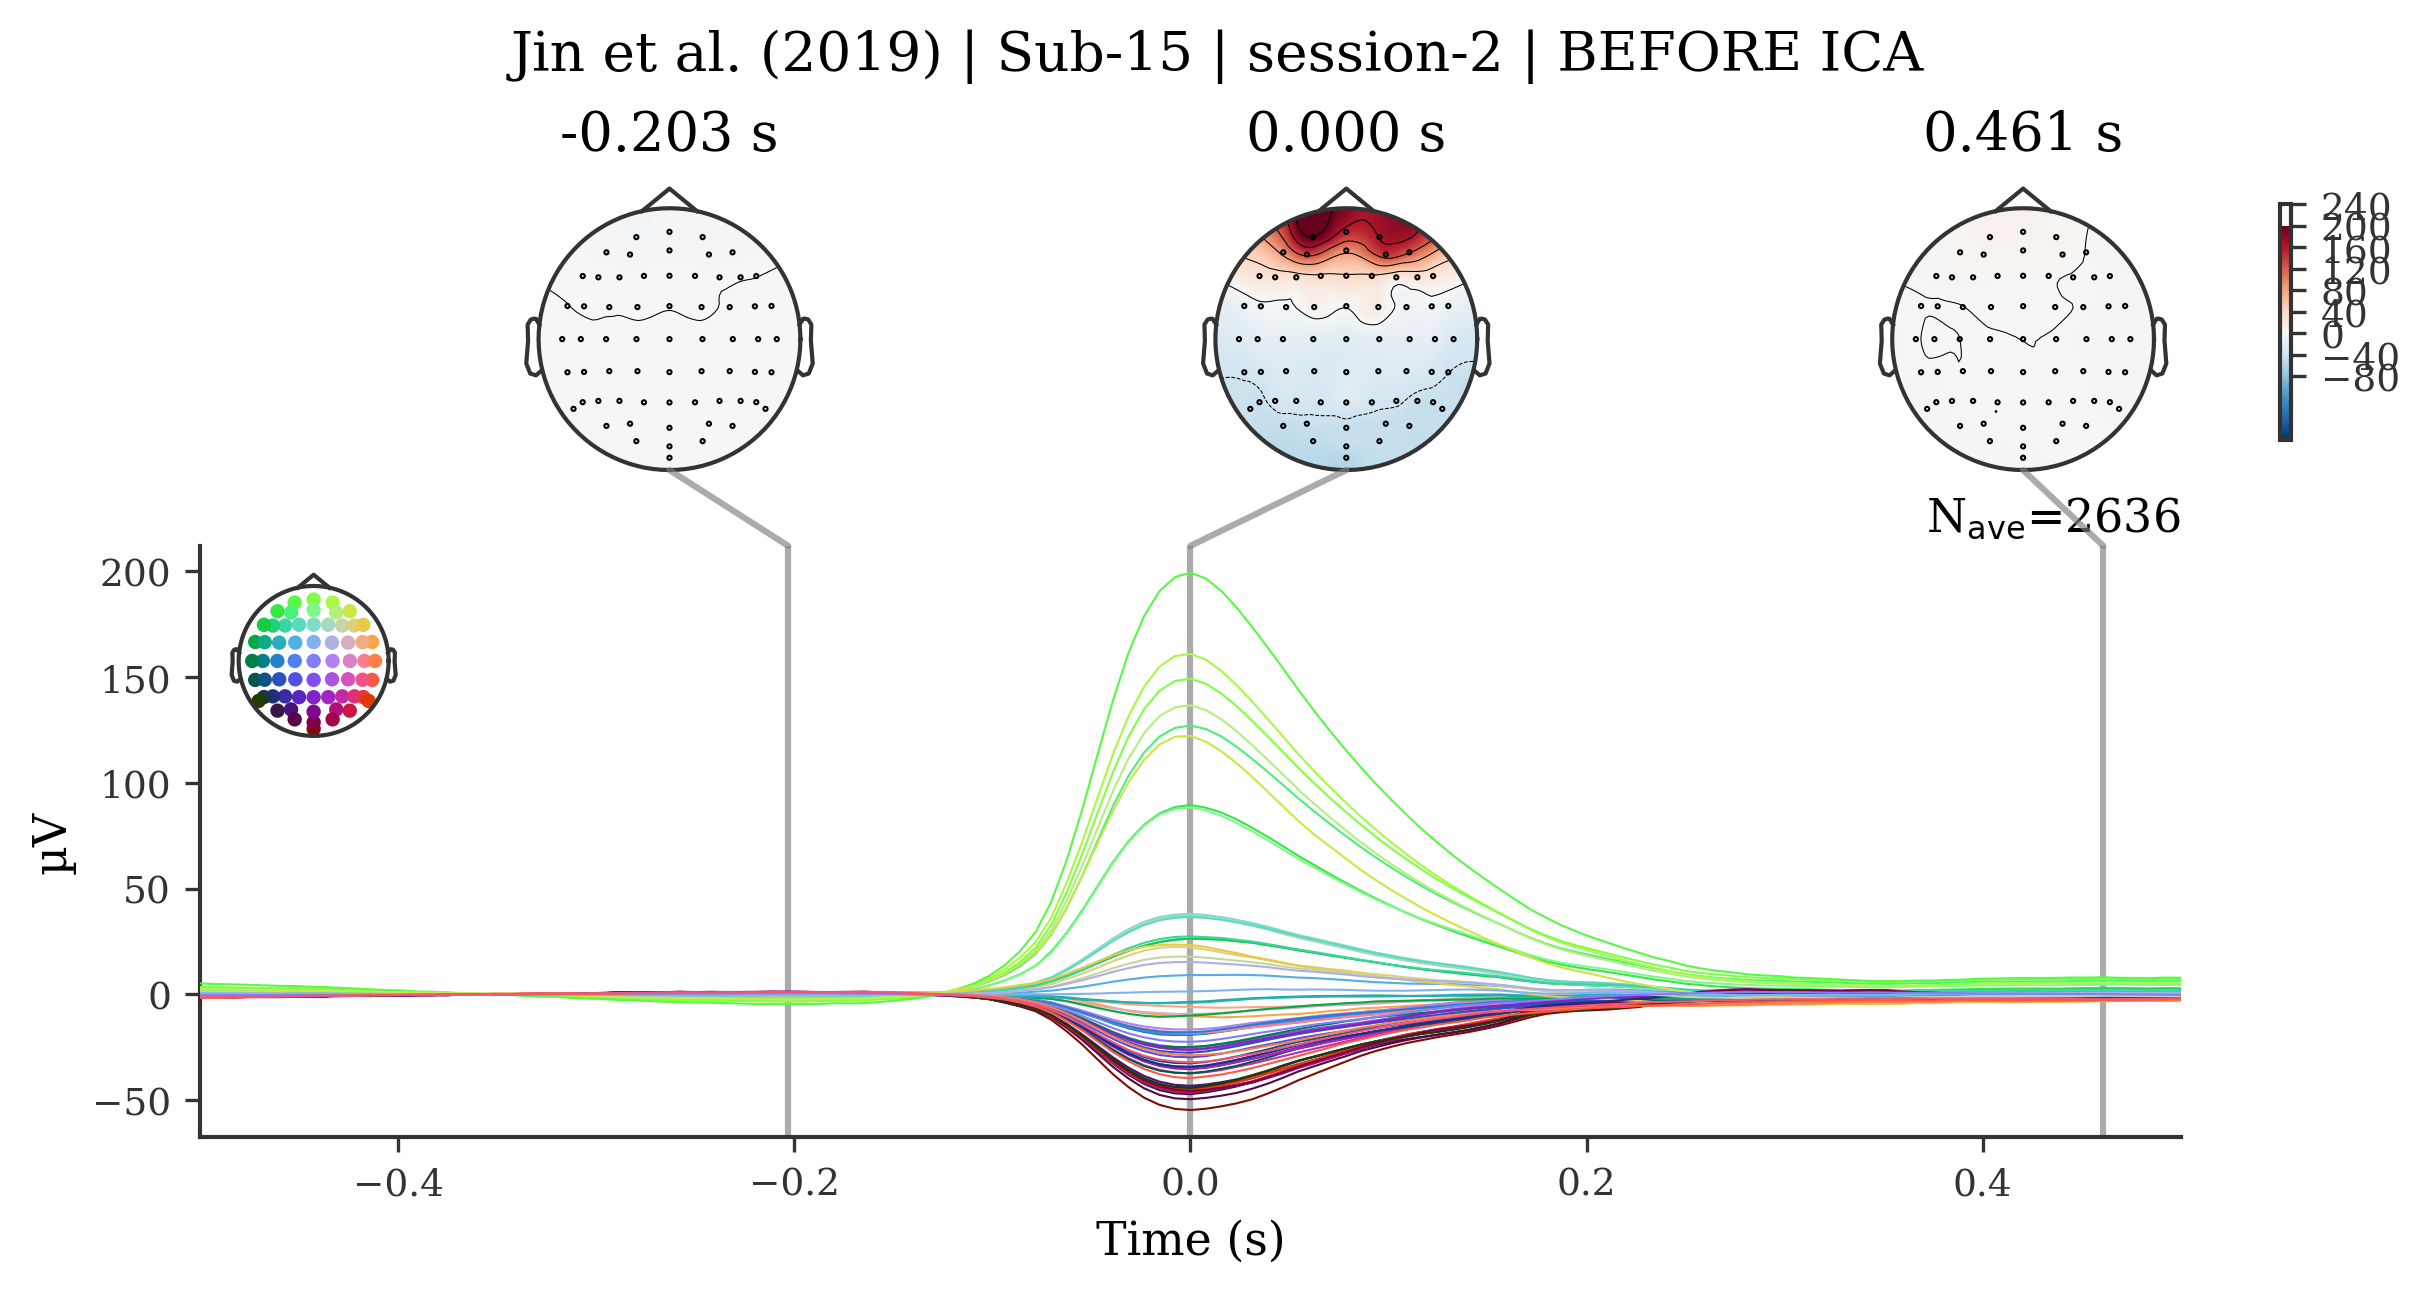 Jin et al. (2019) | Sub-15 | session-2 | BEFORE ICA
-0.203 s
0.000 s
0.461 s
240
200
160
120
80
40
0
−40
−80
Nave=2636
200
150
100
50
0
−50
µV
−0.4
−0.2
0.0
0.2
0.4
Time (s)